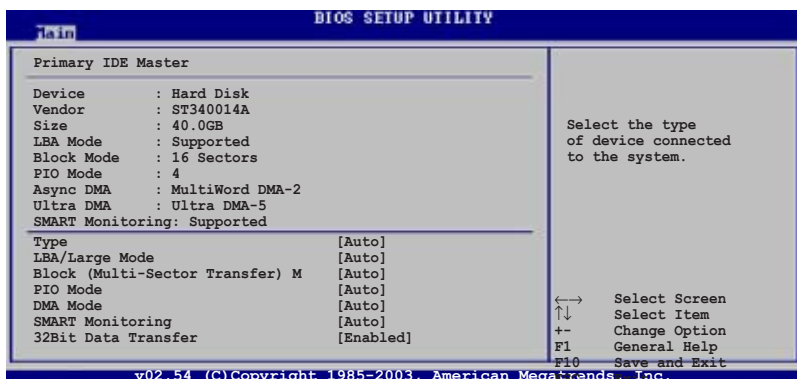 BIOS SETUP UTILITY
Main
Primary IDE Master
Device : Hard Disk
Vendor : ST340014A
Size : 40.0GB
LBA Mode : Supported
Block Mode : 16 Sectors
PIO Mode : 4
Async DMA : MultiWord DMA-2
Ultra DMA : Ultra DMA-5
SMART Monitoring: Supported
Type [Auto]
LBA/Large Mode [Auto]
Block (Multi-Sector Transfer) M [Auto]
PIO Mode [Auto]
DMA Mode [Auto]
SMART Monitoring [Auto]
32Bit Data Transfer [Enabled]
Select the type
of device connected
to the system.
←→ Select Screen
↑↓ Select Item
+- Change Option
F1 General Help
F10 Save and Exit
v02.54 (C)Copyright 1985-2003, American Megatrends, Inc.